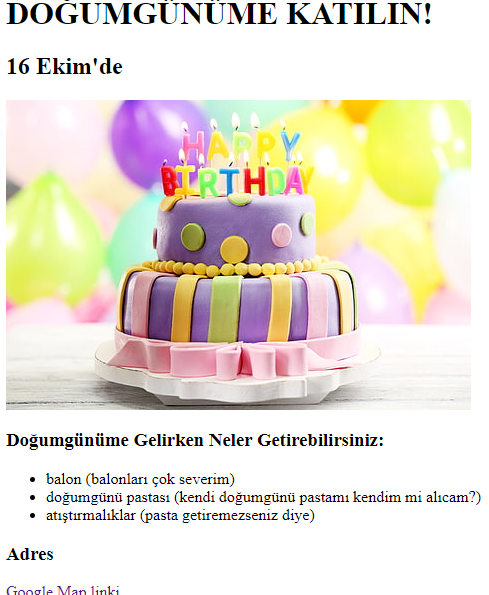 DOĞUMGÜNÜME KATILIN!
16 Ekim'de
HAPPY
BIRTHDAY
Doğumgünüme Gelirken Neler Getirebilirsiniz:
balon (balonları çok severim)
doğumgünü pastası (kendi doğumgünü pastamı kendim mi alıcam?)
atıştırmalıklar (pasta getiremezseniz diye)
Adres
Google Map linki